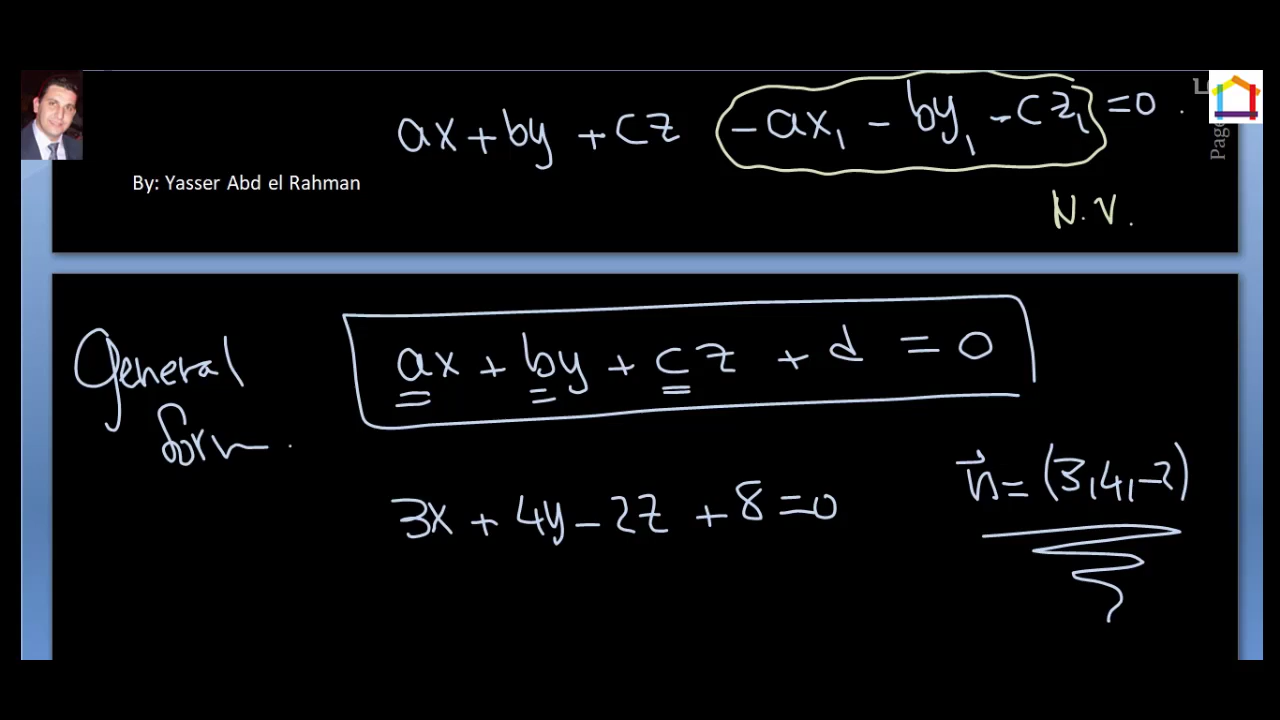 ax + by + cz - ax₁ - by₁ - cz₁ = 0 .
Page
By: Yasser Abd el Rahman
N.V.
General form.
ax + by + cz + d = 0
n⃗ = (3,4,-2)
3x + 4y - 2z + 8 = 0